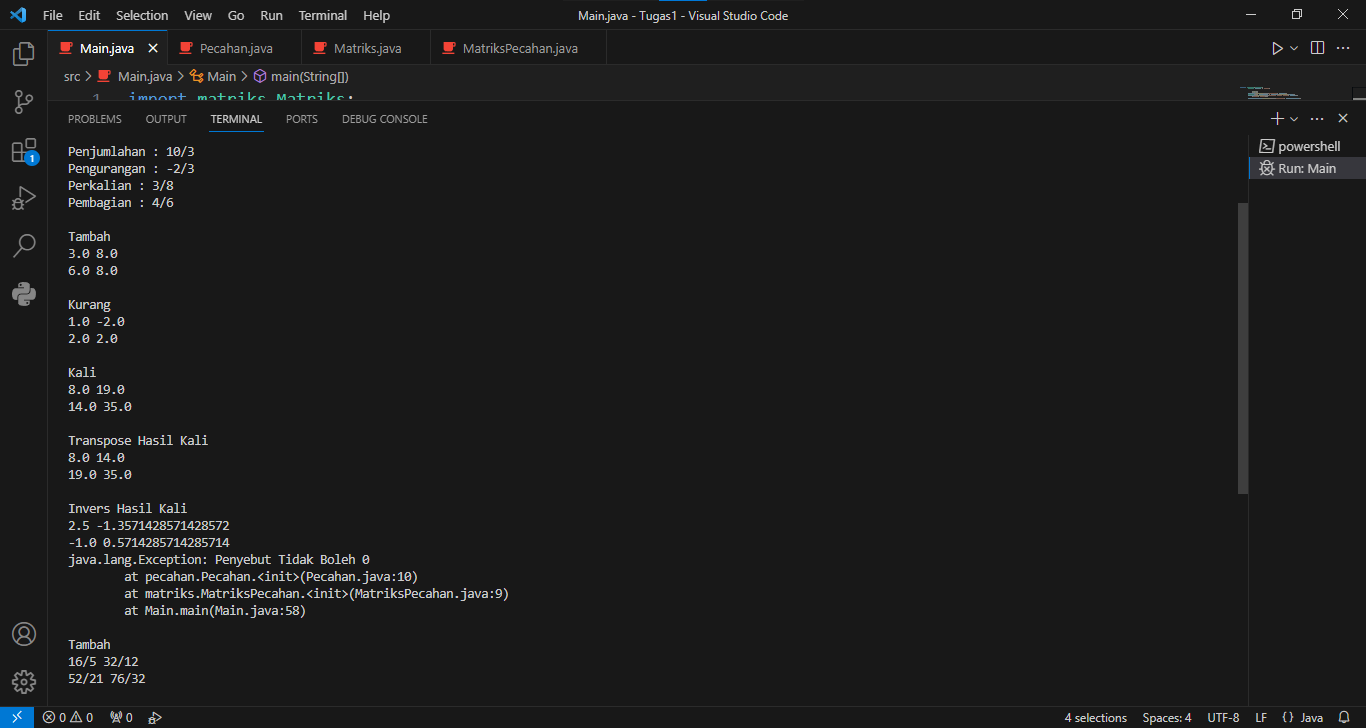 File Edit Selection View Go Run Terminal Help
Main.java - Tugas1 - Visual Studio Code
Main.java Pecahan.java Matriks.java MatriksPecahan.java
src > Main.java > Main > main(String[])
1 import matriks.Matriks;
PROBLEMS OUTPUT TERMINAL PORTS DEBUG CONSOLE
powershell
Run: Main
1
Penjumlahan : 10/3
Pengurangan : -2/3
Perkalian : 3/8
Pembagian : 4/6
Tambah
3.0 8.0
6.0 8.0
Kurang
1.0 -2.0
2.0 2.0
Kali
8.0 19.0
14.0 35.0
Transpose Hasil Kali
8.0 14.0
19.0 35.0
Invers Hasil Kali
2.5 -1.3571428571428572
-1.0 0.5714285714285714
java.lang.Exception: Penyebut Tidak Boleh 0
at pecahan.Pecahan.<init>(Pecahan.java:10)
at matriks.MatriksPecahan.<init>(MatriksPecahan.java:9)
at Main.main(Main.java:58)
Tambah
16/5 32/12
52/21 76/32
0 0 0 4 selections Spaces: 4 UTF-8 LF {} Java